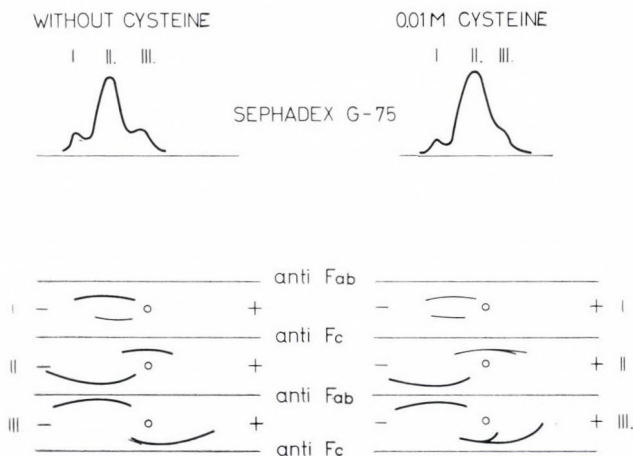 WITHOUT CYSTEINE
0.01M CYSTEINE
I II. III.
I II. III.
SEPHADEX G-75
anti Fab
I - +
- + I
anti Fc
II - +
- + II
anti Fab
III - +
- + III.
anti Fc